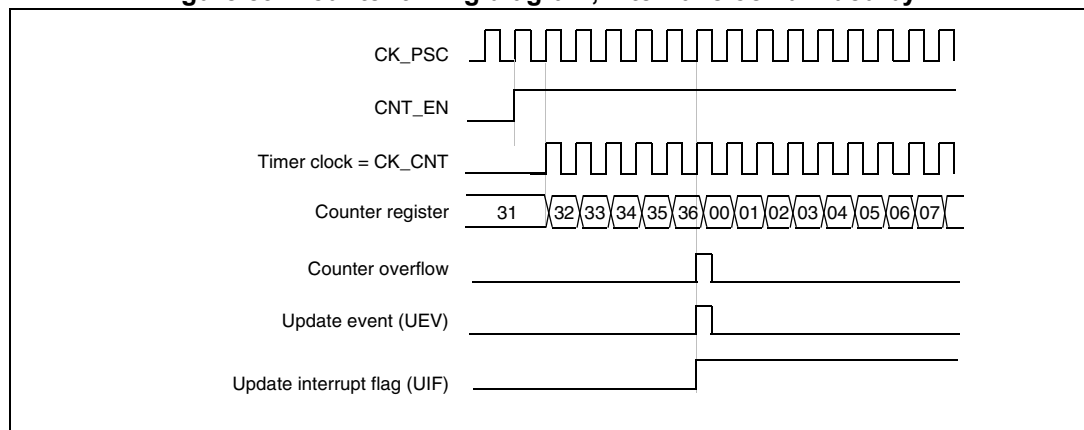 CK_PSC
CNT_EN
Timer clock = CK_CNT
Counter register 31 32 33 34 35 36 00 01 02 03 04 05 06 07
Counter overflow
Update event (UEV)
Update interrupt flag (UIF)